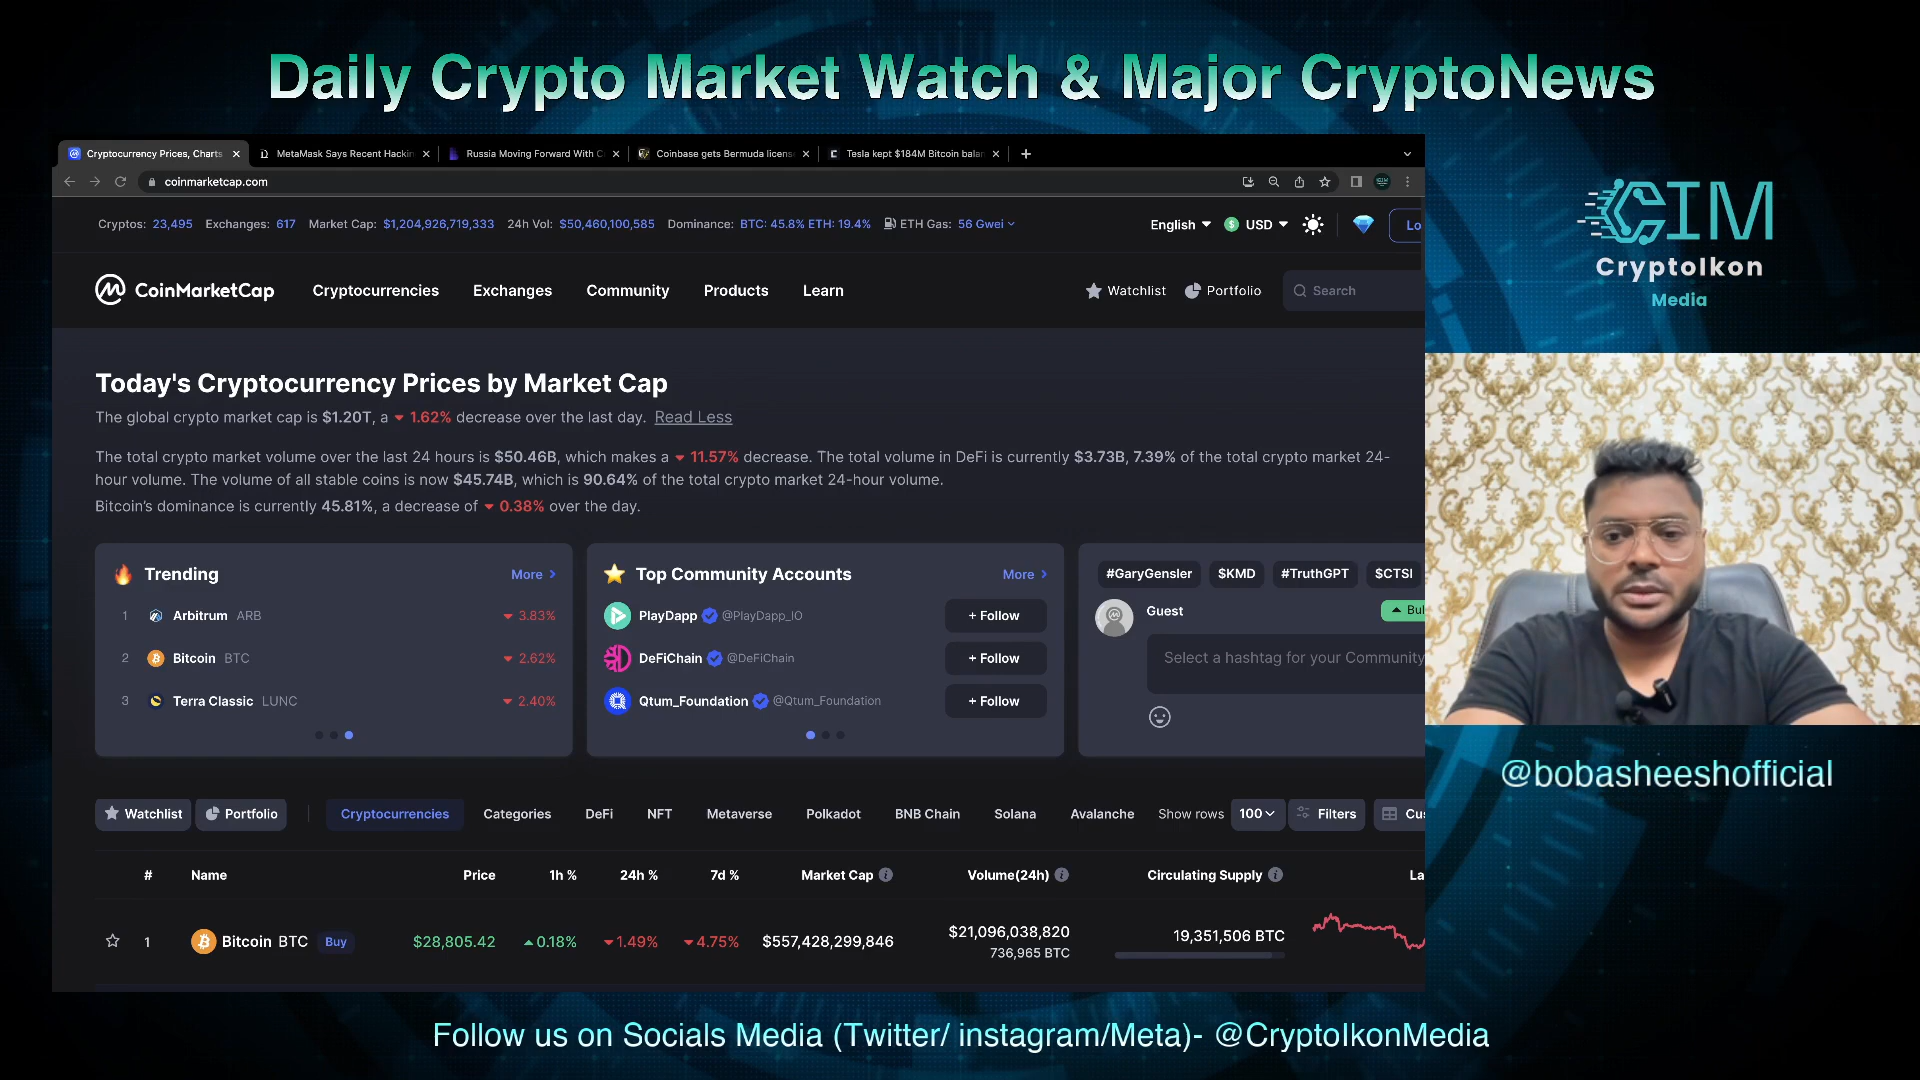 Daily Crypto Market Watch & Major CryptoNews
Cryptocurrency Prices, Charts
MetaMask Says Recent Hackin
Russia Moving Forward With C
Coinbase gets Bermuda license
Tesla kept $184M Bitcoin balan
coinmarketcap.com
Cryptos: 23,495 Exchanges: 617 Market Cap: $1,204,926,719,333 24h Vol: $50,460,100,585 Dominance: BTC: 45.8% ETH: 19.4% ETH Gas: 56 Gwei
English USD Lo
CoinMarketCap Cryptocurrencies Exchanges Community Products Learn
Watchlist Portfolio Search
CIM
CryptoIkon
Media
Today's Cryptocurrency Prices by Market Cap
The global crypto market cap is $1.20T, a 1.62% decrease over the last day. Read Less
The total crypto market volume over the last 24 hours is $50.46B, which makes a 11.57% decrease. The total volume in DeFi is currently $3.73B, 7.39% of the total crypto market 24-
hour volume. The volume of all stable coins is now $45.74B, which is 90.64% of the total crypto market 24-hour volume.
Bitcoin's dominance is currently 45.81%, a decrease of 0.38% over the day.
Trending More
1 Arbitrum ARB 3.83%
2 Bitcoin BTC 2.62%
3 Terra Classic LUNC 2.40%
Top Community Accounts More
PlayDapp @PlayDapp_IO + Follow
DeFiChain @DeFiChain + Follow
Qtum_Foundation @Qtum_Foundation + Follow
#GaryGensler $KMD #TruthGPT $CTSI
Guest Bul
Select a hashtag for your Community
@bobasheeshofficial
Watchlist Portfolio Cryptocurrencies Categories DeFi NFT Metaverse Polkadot BNB Chain Solana Avalanche Show rows 100 Filters Cus
# Name Price 1h % 24h % 7d % Market Cap Volume(24h) Circulating Supply La
1 Bitcoin BTC Buy $28,805.42 0.18% 1.49% 4.75% $557,428,299,846 $21,096,038,820 19,351,506 BTC
736,965 BTC
Follow us on Socials Media (Twitter/ instagram/Meta)- @CryptoIkonMedia